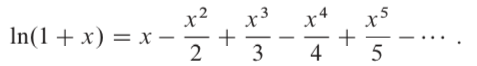 ln(1 + x) = x − x²/2 + x³/3 − x⁴/4 + x⁵/5 − ··· .